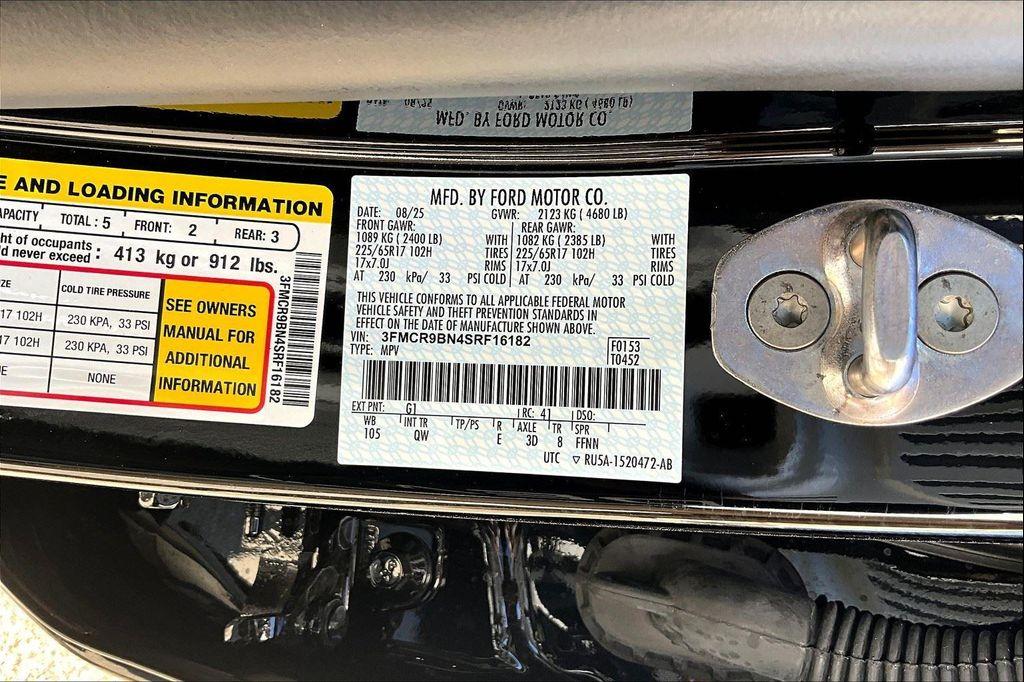 E AND LOADING INFORMATION
APACITY TOTAL : 5 FRONT: 2 REAR: 3
ht of occupants
ld never exceed : 413 kg or 912 lbs.
ZE COLD TIRE PRESSURE
17 102H 230 KPA, 33 PSI
17 102H 230 KPA, 33 PSI
NONE
SEE OWNERS
MANUAL FOR
ADDITIONAL
INFORMATION
3FMCR9BN4SRF16182
MFD. BY FORD MOTOR CO.
DATE: 08/25 GVWR: 2123 KG ( 4680 LB)
FRONT GAWR: REAR GAWR:
1089 KG ( 2400 LB) WITH 1082 KG ( 2385 LB) WITH
225/65R17 102H TIRES 225/65R17 102H TIRES
17x7.0J RIMS 17x7.0J RIMS
AT 230 kPa/ 33 PSI COLD AT 230 kPa/ 33 PSI COLD
THIS VEHICLE CONFORMS TO ALL APPLICABLE FEDERAL MOTOR
VEHICLE SAFETY AND THEFT PREVENTION STANDARDS IN
EFFECT ON THE DATE OF MANUFACTURE SHOWN ABOVE.
VIN: 3FMCR9BN4SRF16182
TYPE: MPV
F0153
T0452
EXT PNT: G1 RC: 41 DSO:
WB INT TR TP/PS R AXLE TR SPR
105 QW E 3D 8 FFNN
UTC ▽ RU5A-1520472-AB